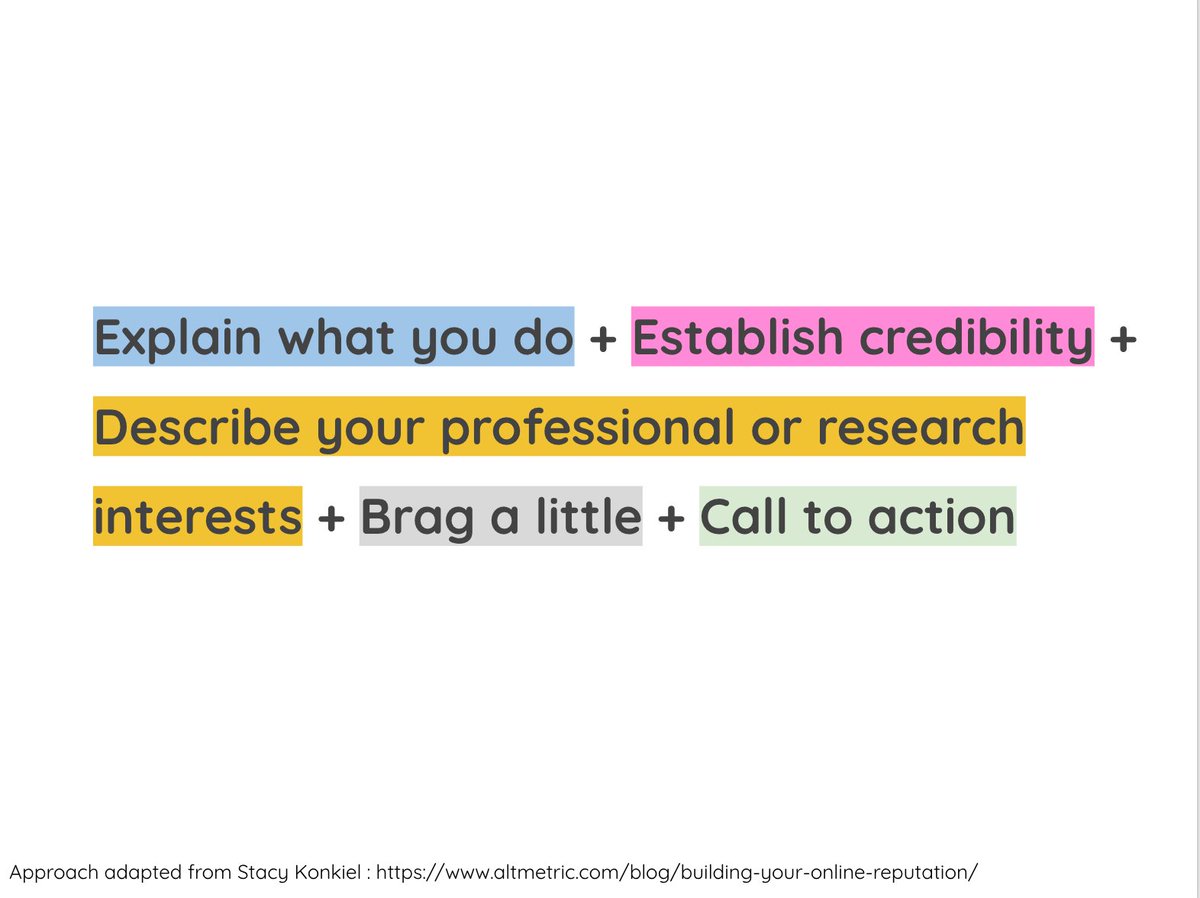 Explain what you do + Establish credibility +
Describe your professional or research
interests + Brag a little + Call to action
Approach adapted from Stacy Konkiel : https://www.altmetric.com/blog/building-your-online-reputation/